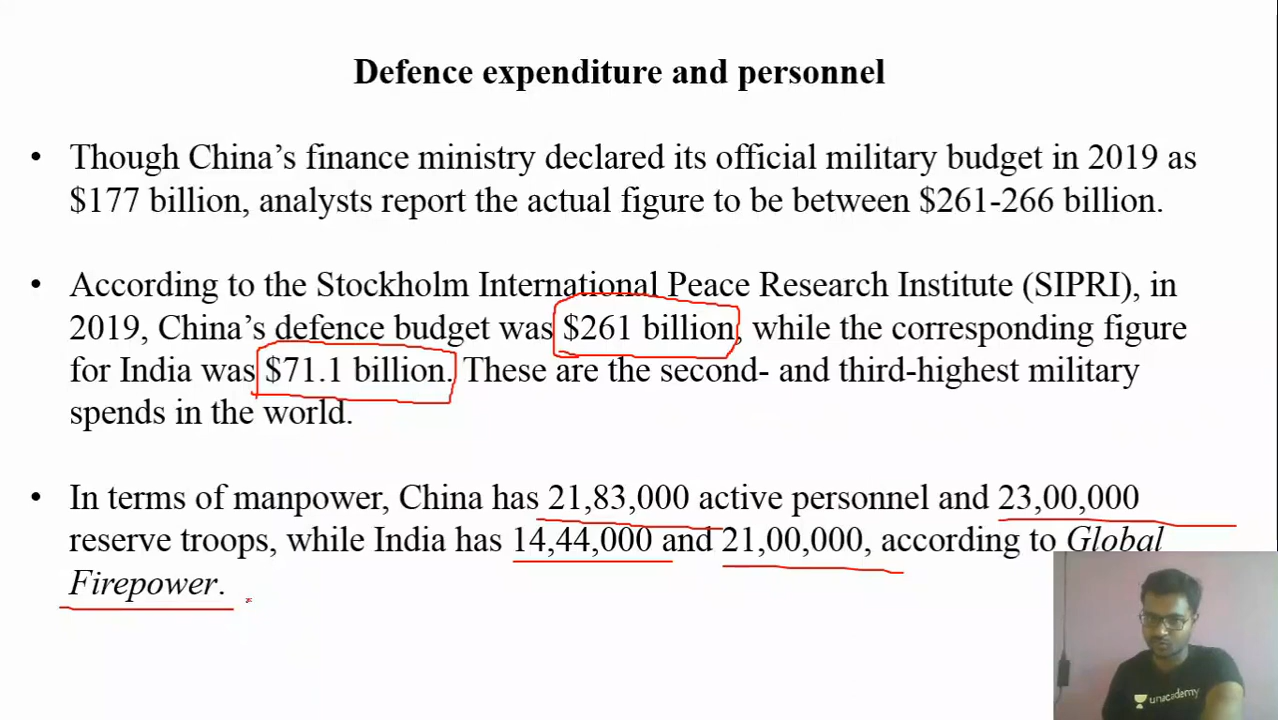 Defence expenditure and personnel
• Though China’s finance ministry declared its official military budget in 2019 as
$177 billion, analysts report the actual figure to be between $261-266 billion.
• According to the Stockholm International Peace Research Institute (SIPRI), in
2019, China’s defence budget was $261 billion, while the corresponding figure
for India was $71.1 billion. These are the second- and third-highest military
spends in the world.
• In terms of manpower, China has 21,83,000 active personnel and 23,00,000
reserve troops, while India has 14,44,000 and 21,00,000, according to Global
Firepower.
unacademy